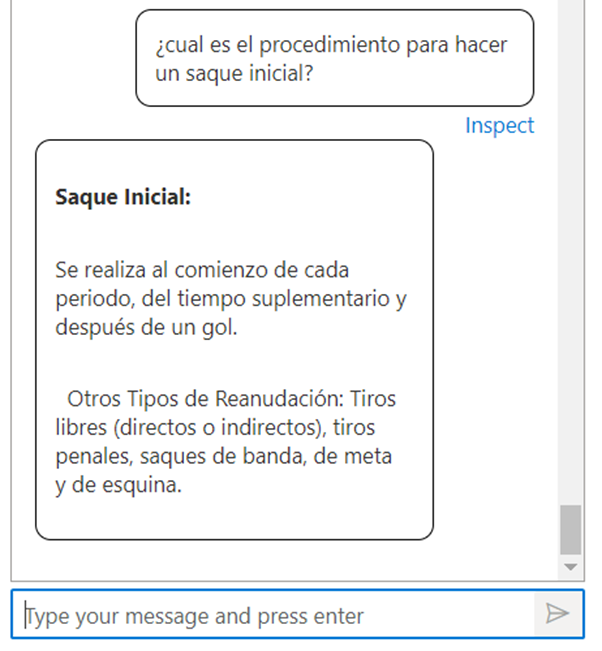 ¿cual es el procedimiento para hacer
un saque inicial?
Inspect
Saque Inicial:
Se realiza al comienzo de cada
periodo, del tiempo suplementario y
después de un gol.
Otros Tipos de Reanudación: Tiros
libres (directos o indirectos), tiros
penales, saques de banda, de meta
y de esquina.
Type your message and press enter